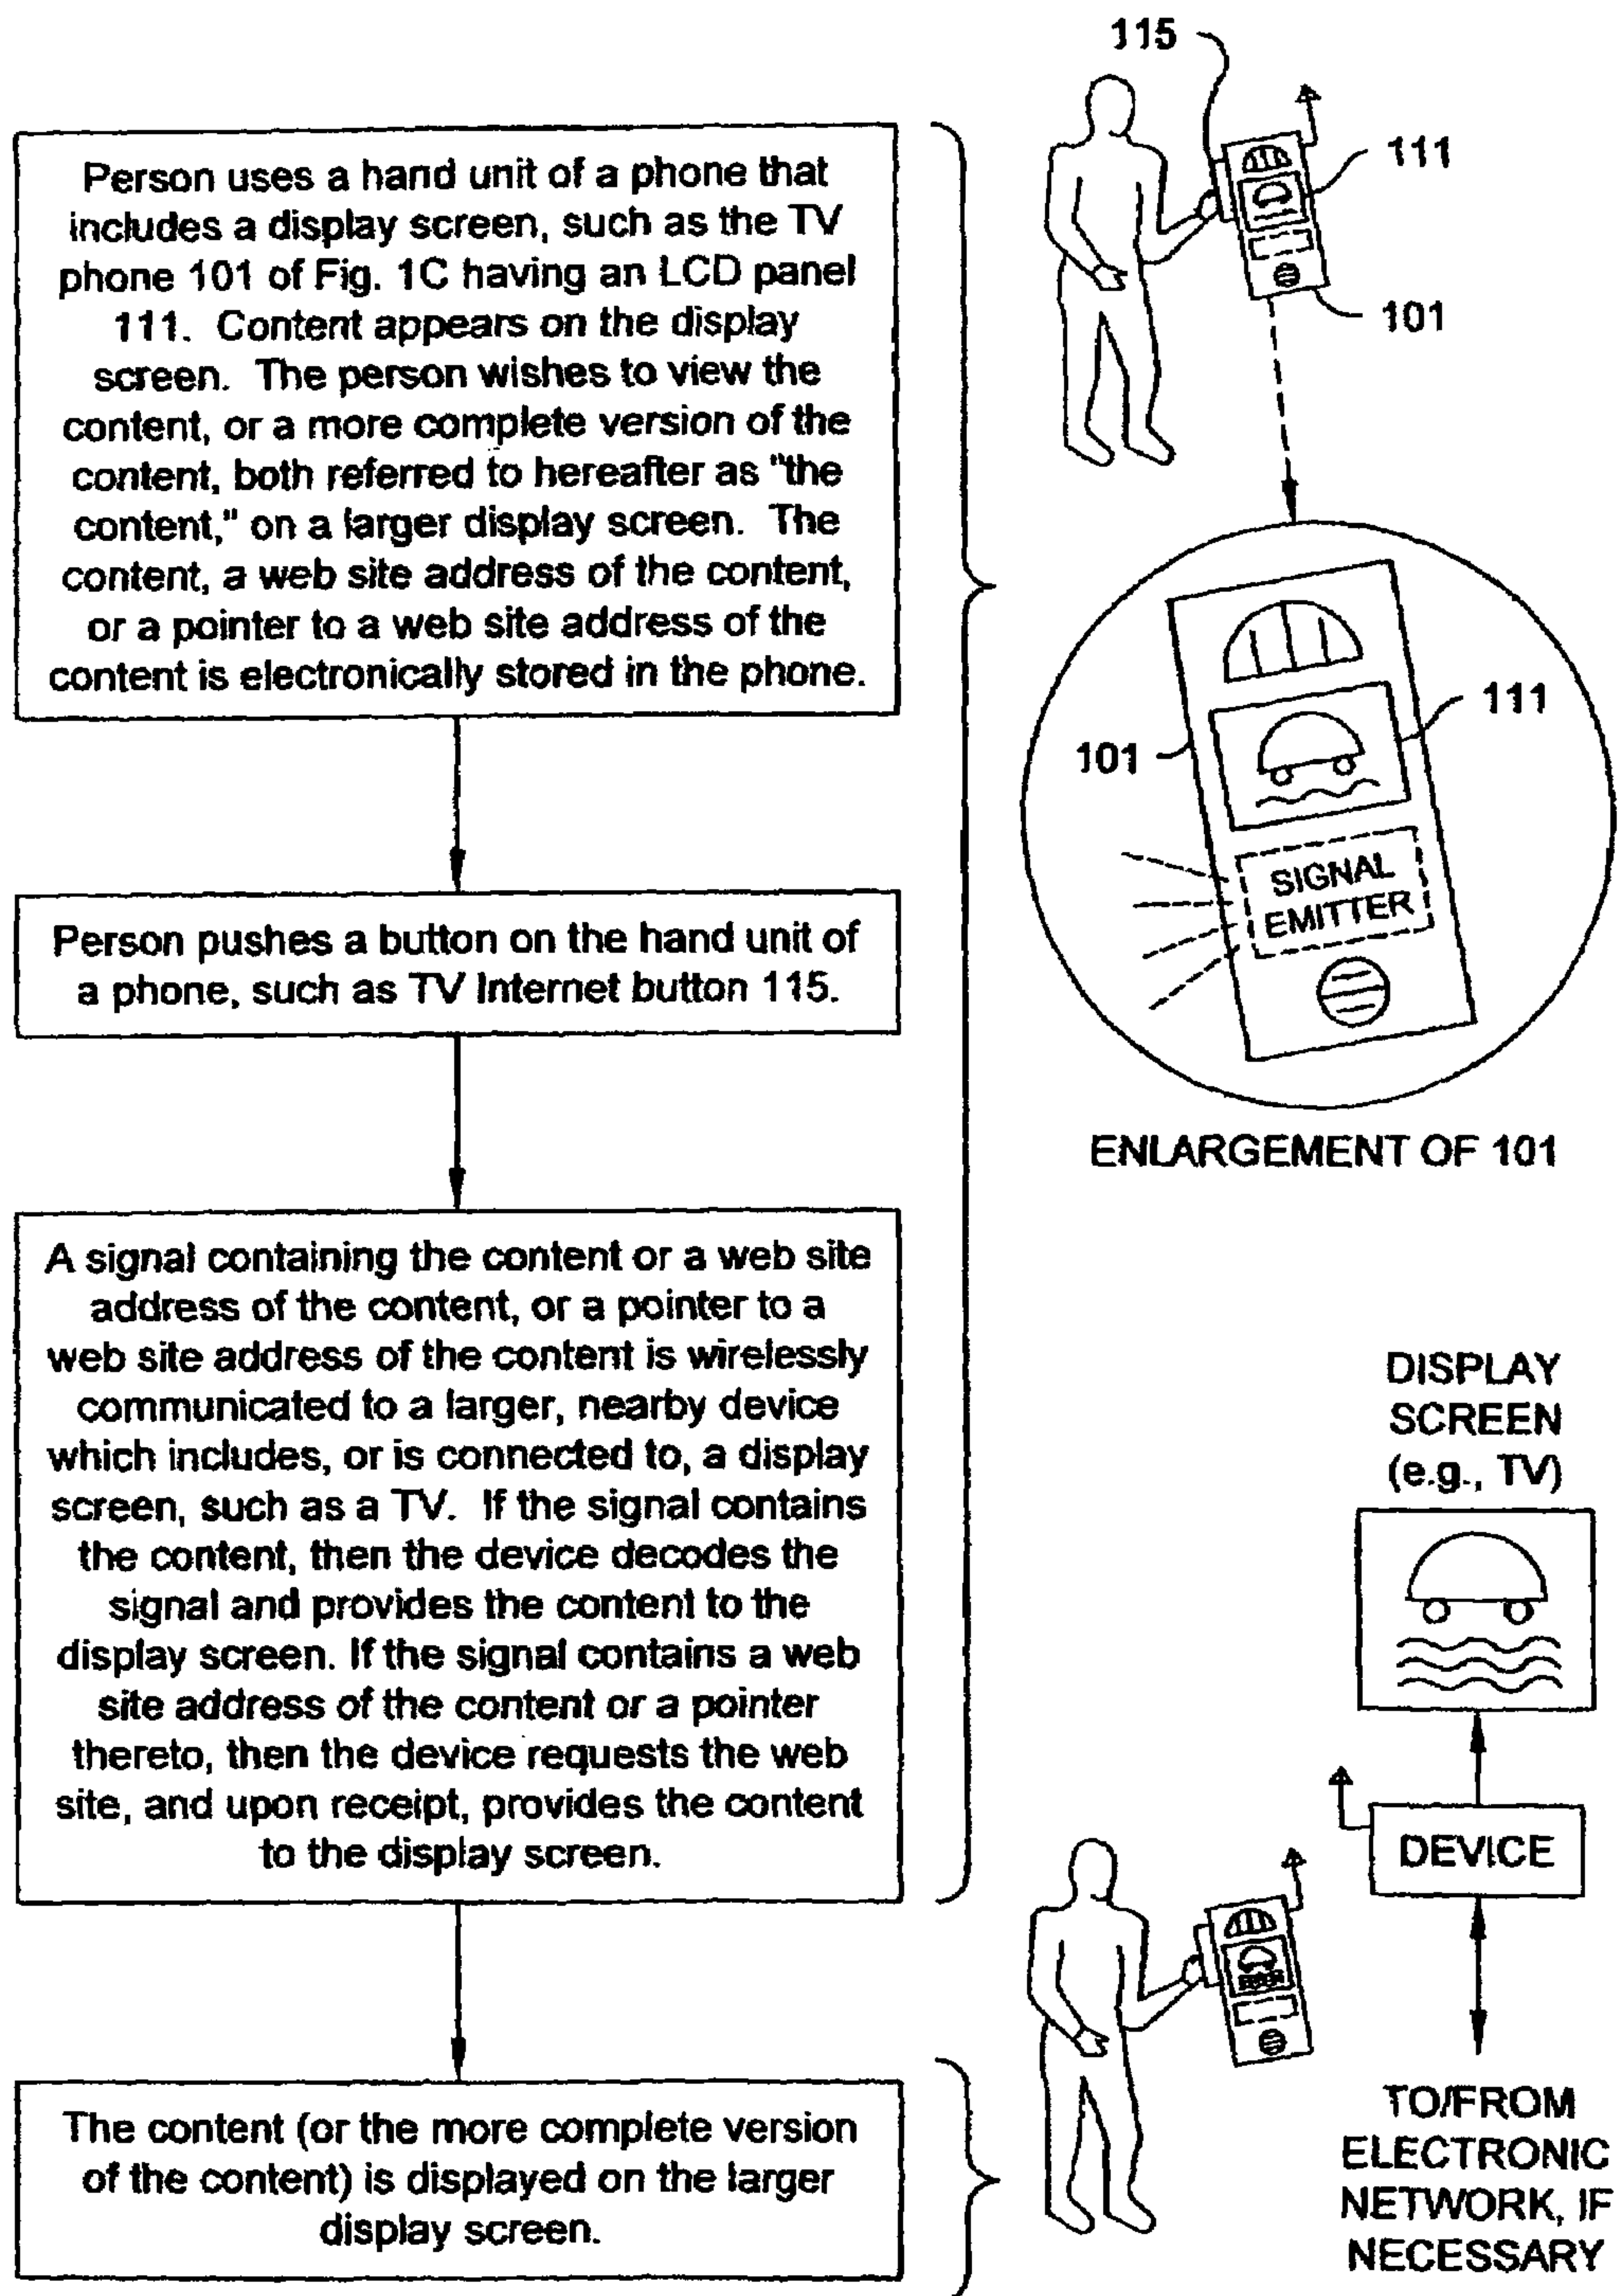 Person uses a hand unit of a phone that
includes a display screen, such as the TV
phone 101 of Fig. 1C having an LCD panel
111. Content appears on the display
screen. The person wishes to view the
content, or a more complete version of the
content, both referred to hereafter as "the
content," on a larger display screen. The
content, a web site address of the content,
or a pointer to a web site address of the
content is electronically stored in the phone.
Person pushes a button on the hand unit of
a phone, such as TV Internet button 115.
A signal containing the content or a web site
address of the content, or a pointer to a
web site address of the content is wirelessly
communicated to a larger, nearby device
which includes, or is connected to, a display
screen, such as a TV. If the signal contains
the content, then the device decodes the
signal and provides the content to the
display screen. If the signal contains a web
site address of the content or a pointer
thereto, then the device requests the web
site, and upon receipt, provides the content
to the display screen.
The content (or the more complete version
of the content) is displayed on the larger
display screen.
115
111
101
111
101
SIGNAL
EMITTER
ENLARGEMENT OF 101
DISPLAY
SCREEN
(e.g., TV)
DEVICE
TO/FROM
ELECTRONIC
NETWORK, IF
NECESSARY